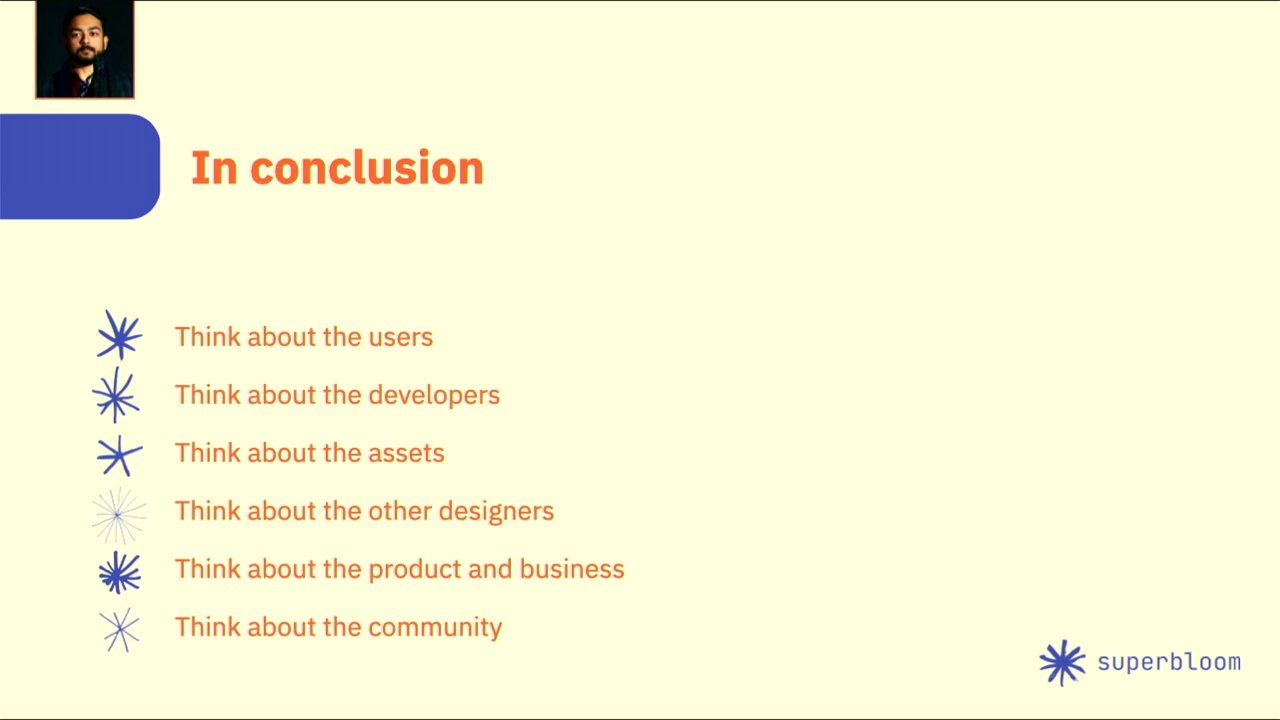 In conclusion
Think about the users
Think about the developers
Think about the assets
Think about the other designers
Think about the product and business
Think about the community
superbloom